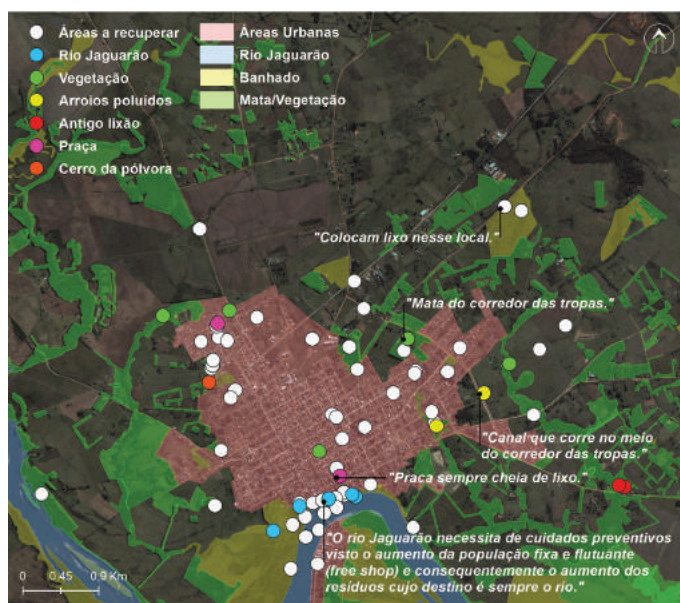 Áreas a recuperar
Rio Jaguarão
Vegetação
Arroios poluídos
Antigo lixão
Praça
Cerro da pólvora
Áreas Urbanas
Rio Jaguarão
Banhado
Mata/Vegetação
"Colocam lixo nesse local."
"Mata do corredor das tropas."
"Canal que corre no meio
do corredor das tropas."
"Praca sempre cheia de lixo."
"O rio Jaguarão necessita de cuidados preventivos
visto o aumento da população fixa e flutuante
(free shop) e consequentemente o aumento dos
resíduos cujo destino é sempre o rio."
0 0.45 0.9 Km